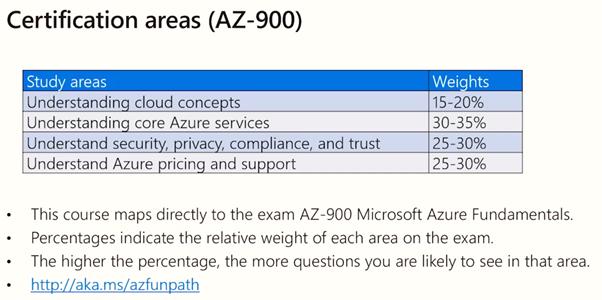 Certification areas (AZ-900)
Study areas Weights
Understanding cloud concepts 15-20%
Understanding core Azure services 30-35%
Understand security, privacy, compliance, and trust 25-30%
Understand Azure pricing and support 25-30%
• This course maps directly to the exam AZ-900 Microsoft Azure Fundamentals.
• Percentages indicate the relative weight of each area on the exam.
• The higher the percentage, the more questions you are likely to see in that area.
• http://aka.ms/azfunpath